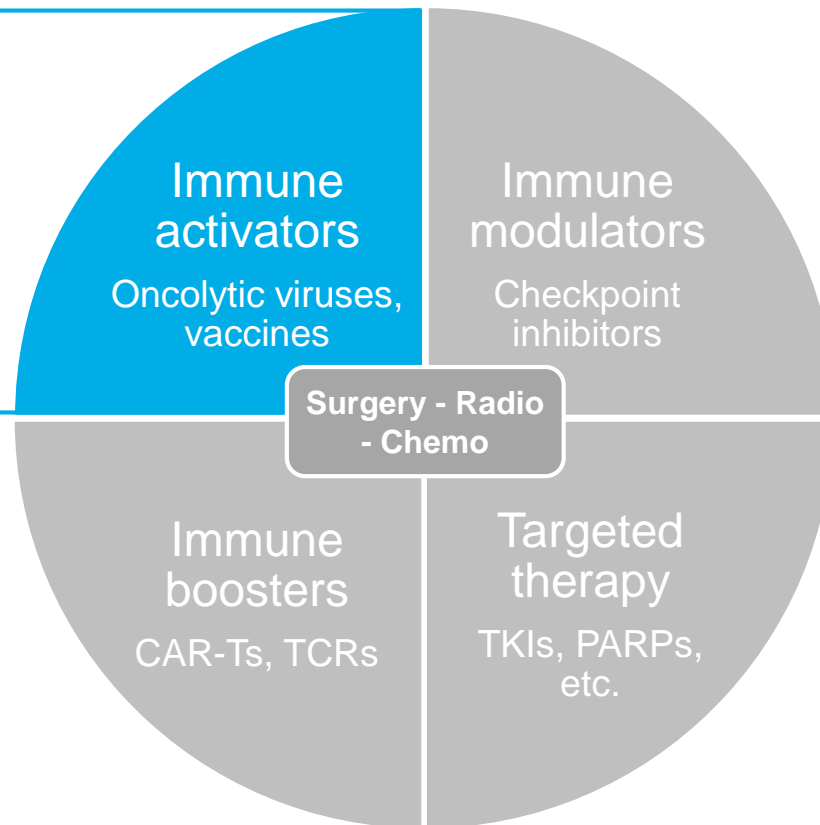 Immune
activators
Oncolytic viruses,
vaccines
Immune
modulators
Checkpoint
inhibitors
Surgery - Radio
- Chemo
Immune
boosters
CAR-Ts, TCRs
Targeted
therapy
TKIs, PARPs,
etc.